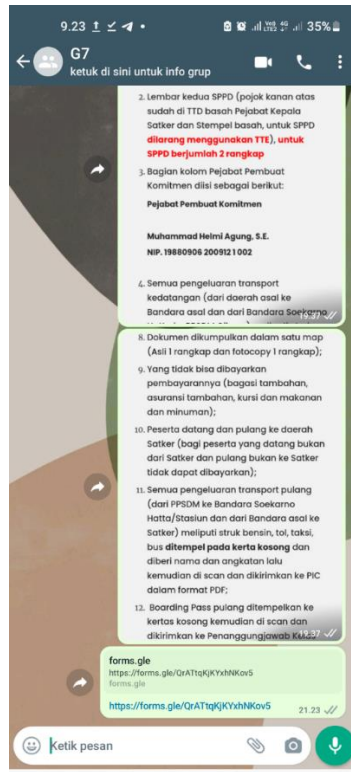 9.23
35%
G7
ketuk di sini untuk info grup
2. Lembar kedua SPPD (pojok kanan atas
sudah di TTD basah Pejabat Kepala
Satker dan Stempel basah, untuk SPPD
dilarang menggunakan TTE), untuk
SPPD berjumlah 2 rangkap
3. Bagian kolom Pejabat Pembuat
Komitmen diisi sebagai berikut:
Pejabat Pembuat Komitmen
Muhammad Helmi Agung, S.E.
NIP. 19880906 2009121 002
4. Semua pengeluaran transport
kedatangan (dari daerah asal ke
Bandara asal dan dari Bandara Soekarno
19.37
8. Dokumen dikumpulkan dalam satu map
(Asli 1 rangkap dan fotocopy 1 rangkap);
9. Yang tidak bisa dibayarkan
pembayarannya (bagasi tambahan,
asuransi tambahan, kursi dan makanan
dan minuman);
10. Peserta datang dan pulang ke daerah
Satker (bagi peserta yang datang bukan
dari Satker dan pulang bukan ke Satker
tidak dapat dibayarkan);
11. Semua pengeluaran transport pulang
(dari PPSDM ke Bandara Soekarno
Hatta/Stasiun dan dari Bandara asal ke
Satker) meliputi struk bensin, tol, taksi,
bus ditempel pada kerta kosong dan
diberi nama dan angkatan lalu
kemudian di scan dan dikirimkan ke PIC
dalam format PDF;
12. Boarding Pass pulang ditempelkan ke
kertas kosong kemudian di scan dan
dikirimkan ke Penanggungjawab Kelas
19.37
forms.gle
https://forms.gle/QrATtqKjKYxhNKov5
forms.gle
https://forms.gle/QrATtqKjKYxhNKov5
21.23
Ketik pesan